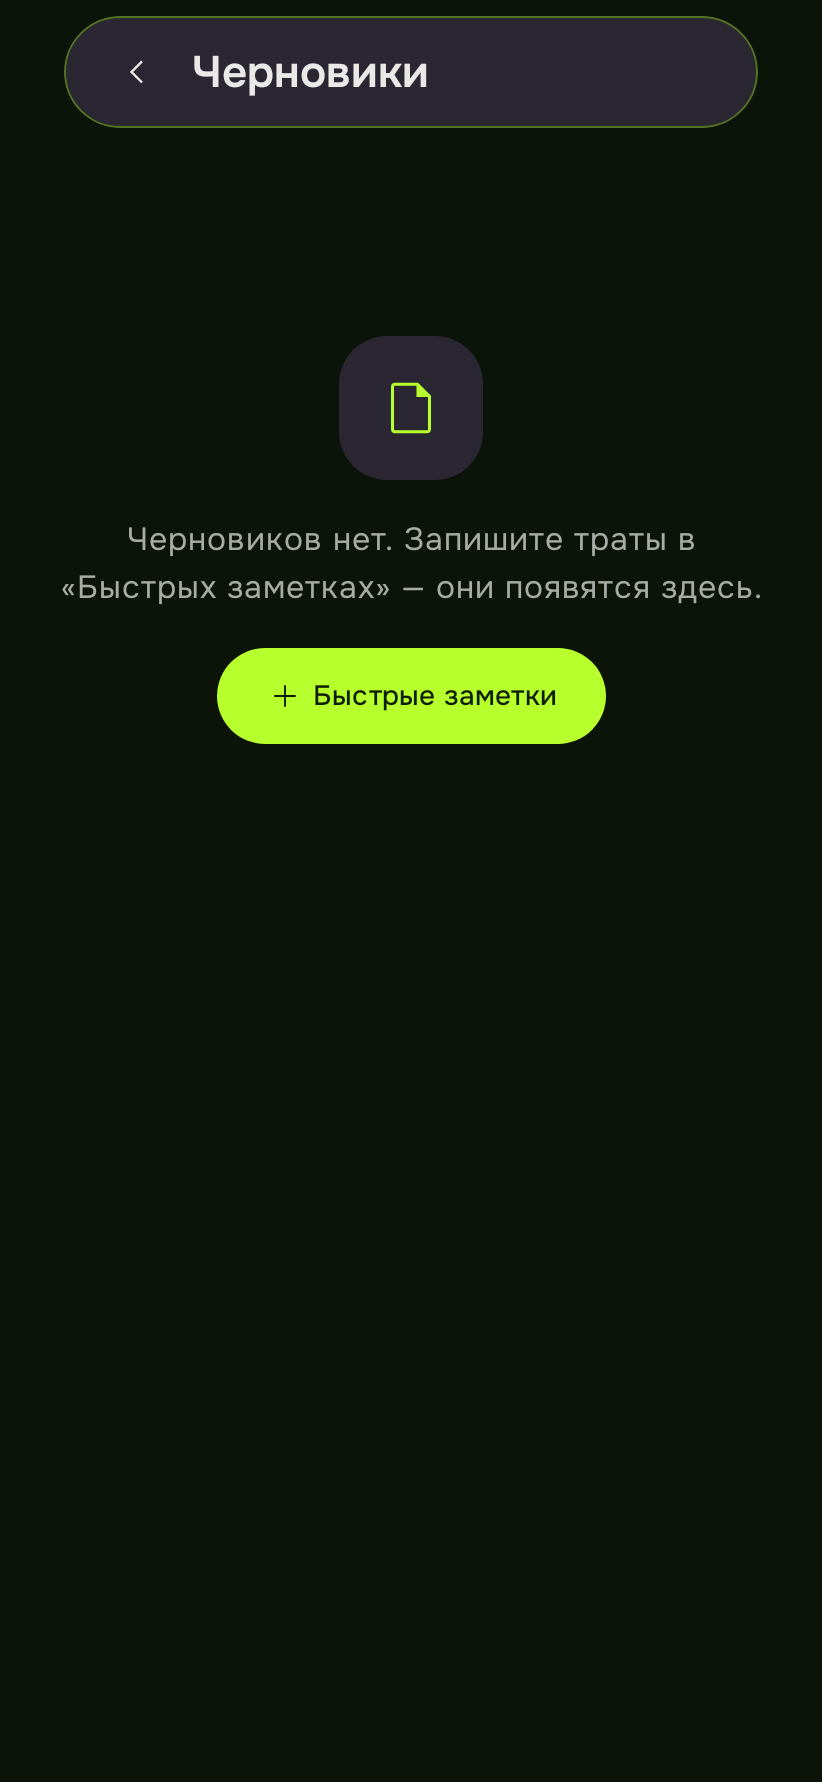 Черновики
Черновиков нет. Запишите траты в
«Быстрых заметках» — они появятся здесь.
Быстрые заметки